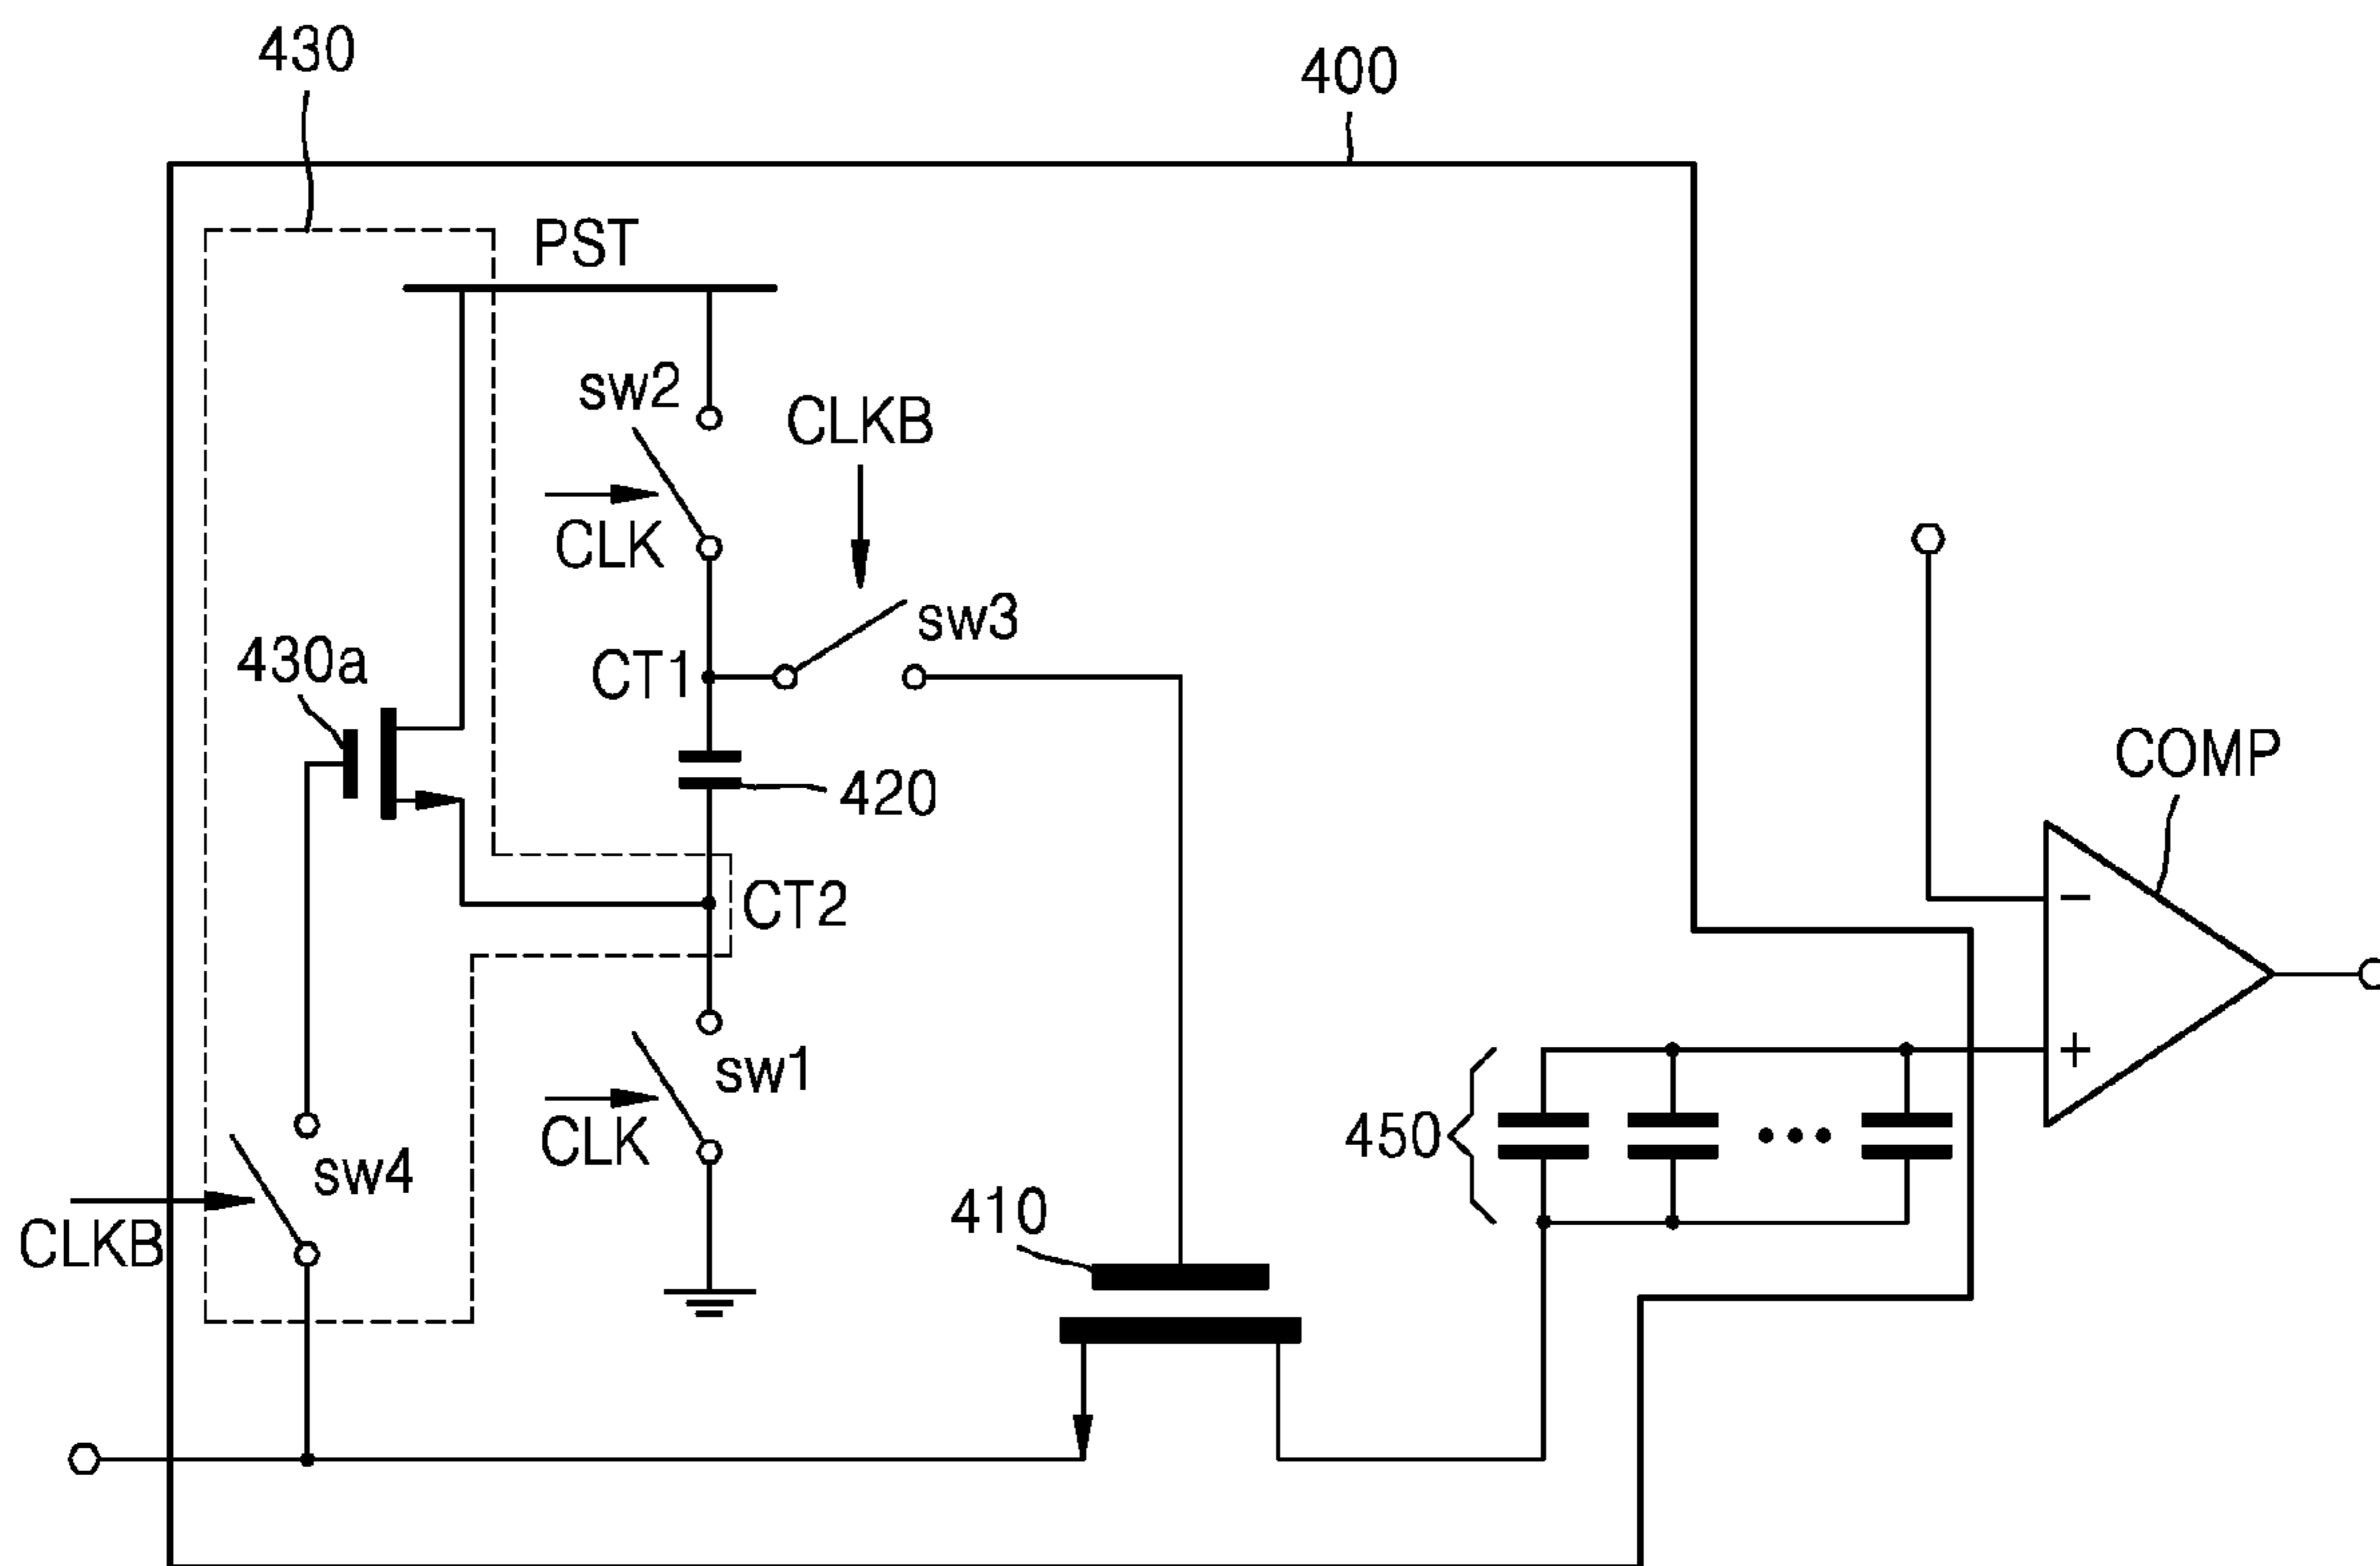 430
400
PST
sw2
CLKB
CLK
sw3
430a
CT1
COMP
420
CT2
−
+
sw1
CLK
450
sw4
410
CLKB